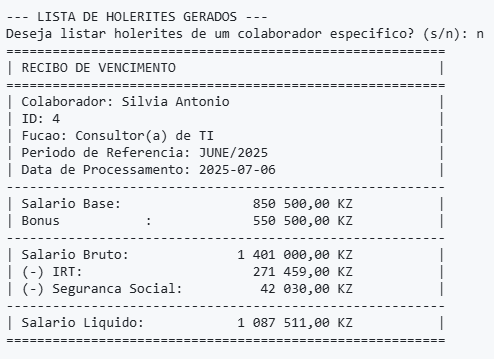 --- LISTA DE HOLERITES GERADOS ---
Deseja listar holerites de um colaborador especifico? (s/n): n
=========================================================
| RECIBO DE VENCIMENTO                                  |
=========================================================
| Colaborador: Silvia Antonio                           |
| ID: 4                                                 |
| Fucao: Consultor(a) de TI                             |
| Periodo de Referencia: JUNE/2025                      |
| Data de Processamento: 2025-07-06                     |
---------------------------------------------------------
| Salario Base:                 850 500,00 KZ           |
| Bonus           :             550 500,00 KZ           |
---------------------------------------------------------
| Salario Bruto:              1 401 000,00 KZ           |
| (-) IRT:                      271 459,00 KZ           |
| (-) Seguranca Social:          42 030,00 KZ           |
---------------------------------------------------------
| Salario Liquido:            1 087 511,00 KZ           |
=========================================================